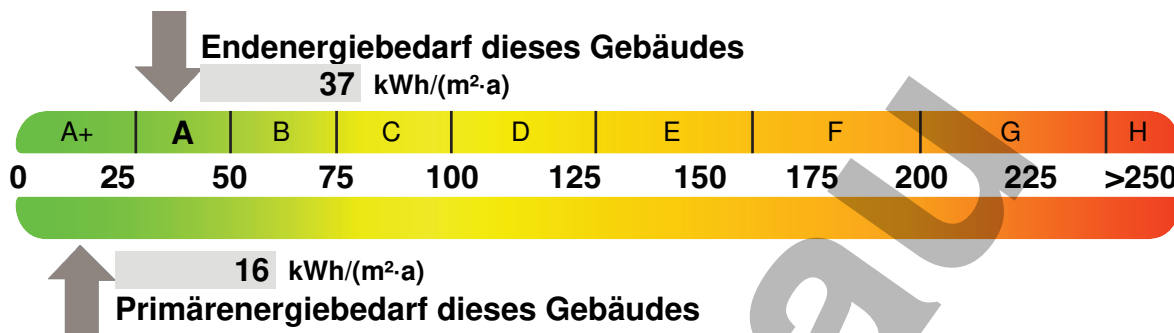 Endenergiebedarf dieses Gebäudes
37 kWh/(m²·a)
A+ A B C D E F G H
0 25 50 75 100 125 150 175 200 225 >250
16 kWh/(m²·a)
Primärenergiebedarf dieses Gebäudes
au